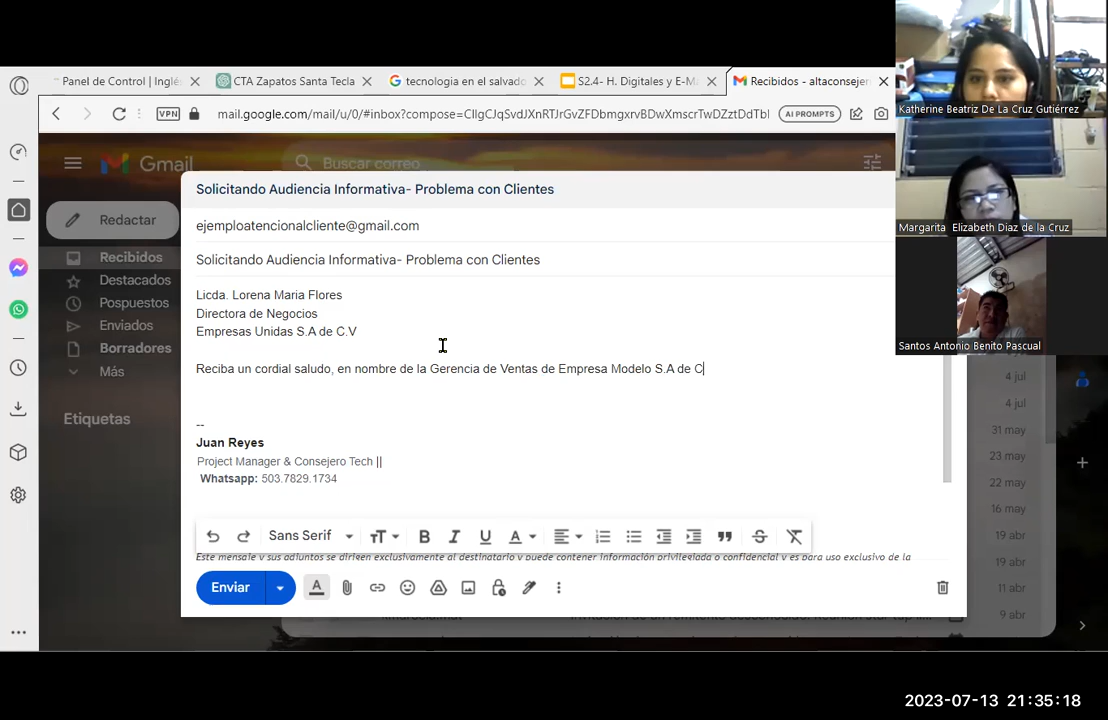 Panel de Control | Inglé
CTA Zapatos Santa Tecla
tecnologia en el salvado
S2.4- H. Digitales y E-Ma
Recibidos - altaconsejer
VPN
mail.google.com/mail/u/0/#inbox?compose=CllgCJqSvdJXnRTJrGvZFDbmgxrvBDwXmscrTwDZztDdTbl
AI PROMPTS
Gmail
Buscar correo
Redactar
Recibidos
Destacados
Pospuestos
Enviados
Borradores
Más
Etiquetas
Solicitando Audiencia Informativa- Problema con Clientes
ejemploatencionalcliente@gmail.com
Solicitando Audiencia Informativa- Problema con Clientes
Licda. Lorena Maria Flores
Directora de Negocios
Empresas Unidas S.A de C.V
Reciba un cordial saludo, en nombre de la Gerencia de Ventas de Empresa Modelo S.A de C
--
Juan Reyes
Project Manager & Consejero Tech ||
Whatsapp: 503.7829.1734
Sans Serif
Este mensaje y sus adjuntos se dirigen exclusivamente al destinatario y puede contener información privilegiada o confidencial y es para uso exclusivo de la
Enviar
Katherine Beatriz De La Cruz Gutiérrez
Margarita Elizabeth Diaz de la Cruz
Santos Antonio Benito Pascual
4 jul
4 jul
31 may
23 may
22 may
16 may
19 abr
19 abr
11 abr
9 abr
2023-07-13 21:35:18